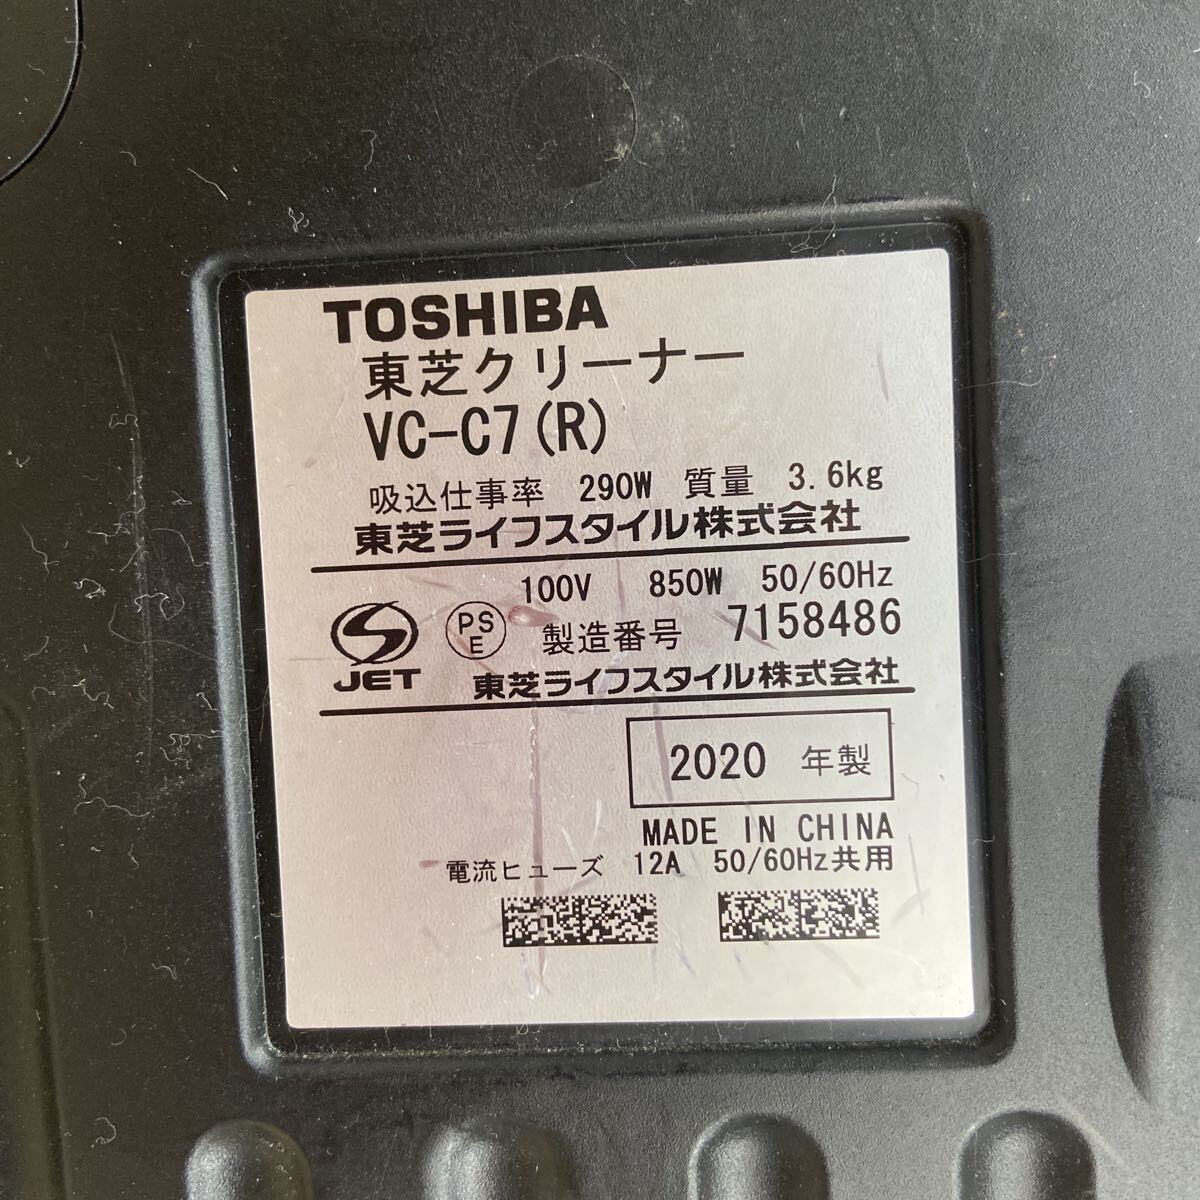 TOSHIBA
東芝クリーナー
VC-C7(R)
吸込仕事率 290W 質量 3.6kg
東芝ライフスタイル株式会社
100V 850W 50/60Hz
PS
E
製造番号 7158486
JET
東芝ライフスタイル株式会社
2020 年製
MADE IN CHINA
電流ヒューズ 12A 50/60Hz共用